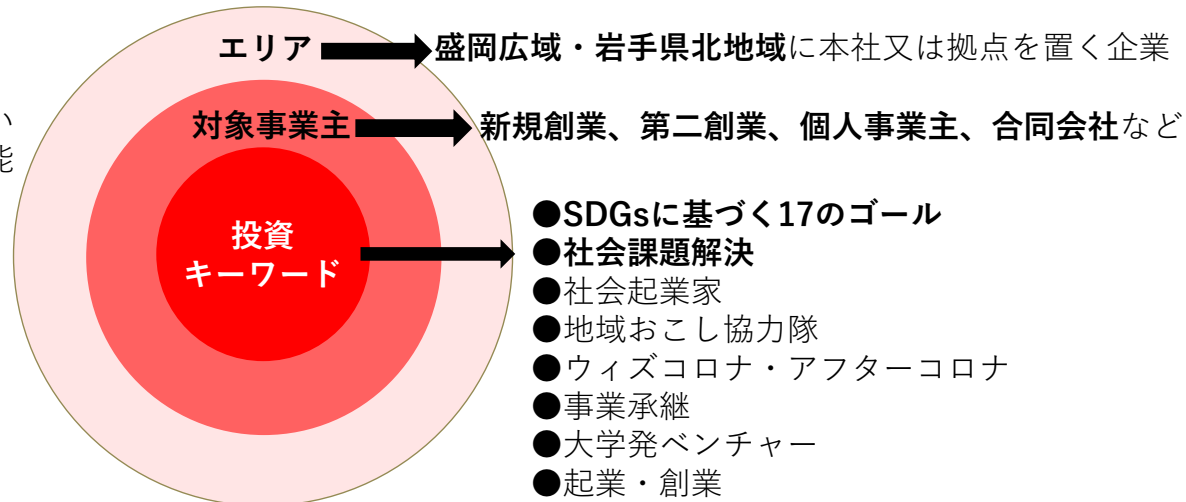 エリア
盛岡広域・岩手県北地域に本社又は拠点を置く企業
い
能
対象事業主
新規創業、第二創業、個人事業主、合同会社など
投資
キーワード
●SDGsに基づく17のゴール
●社会課題解決
●社会起業家
●地域おこし協力隊
●ウィズコロナ・アフターコロナ
●事業承継
●大学発ベンチャー
●起業・創業